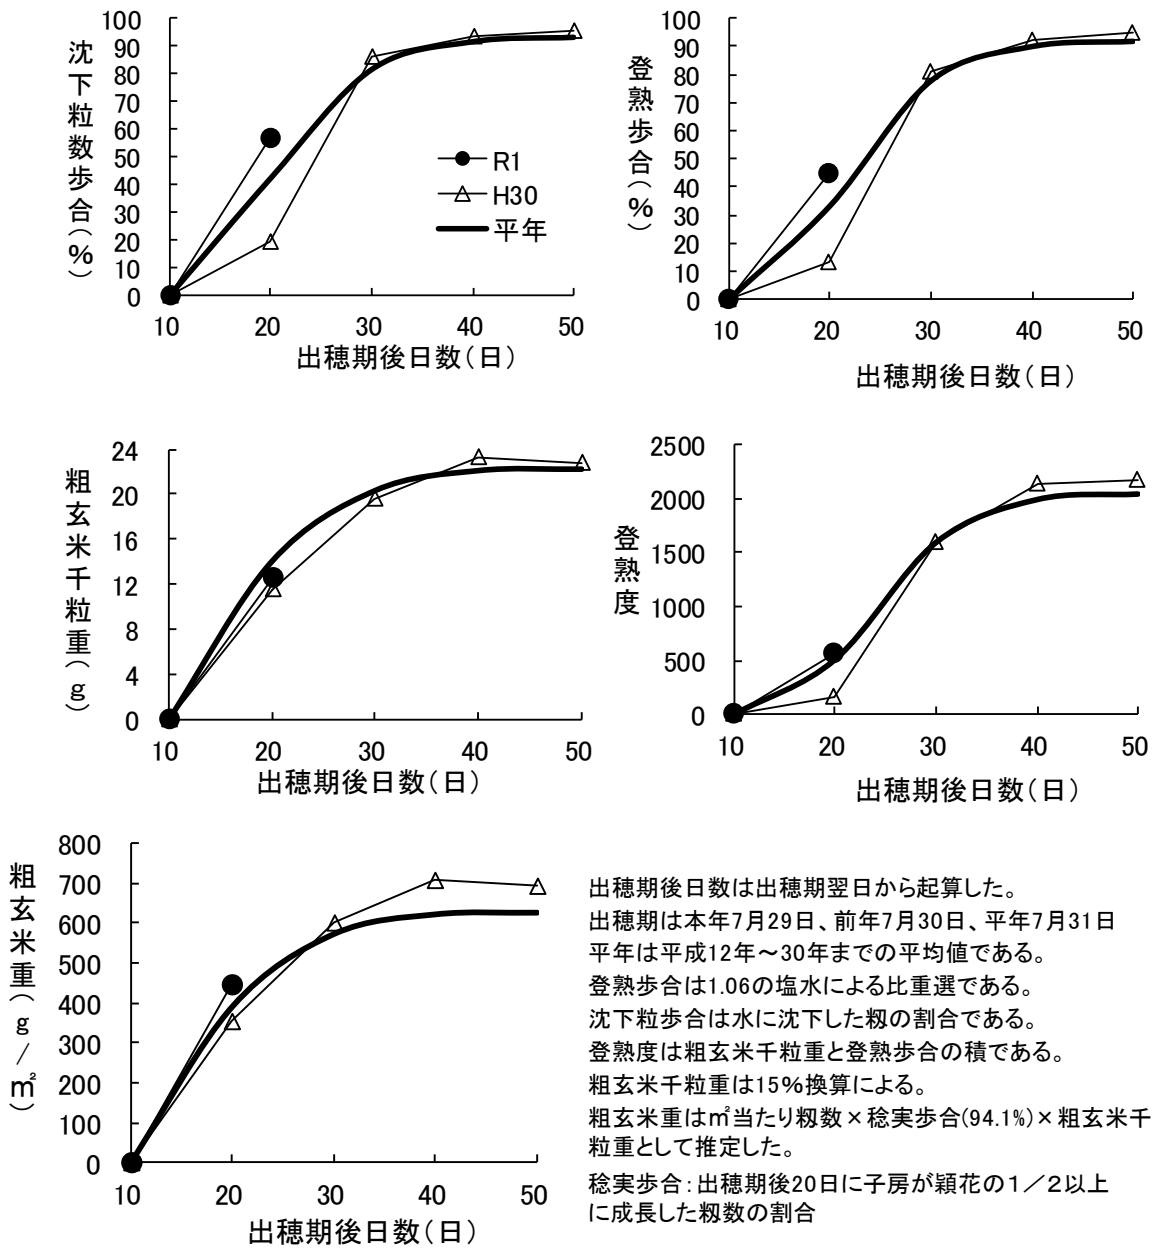 沈下粒数歩合(%)
100
90
80
70
60
50
40
30
20
10
0
10
20
30
40
50
出穂期後日数(日)
R1
H30
平年
登熟歩合(%)
100
90
80
70
60
50
40
30
20
10
0
10
20
30
40
50
出穂期後日数(日)
粗玄米千粒重(g)
24
20
16
12
8
4
0
10
20
30
40
50
出穂期後日数(日)
登熟度
2500
2000
1500
1000
500
0
10
20
30
40
50
出穂期後日数(日)
粗玄米重(g/㎡)
800
700
600
500
400
300
200
100
0
10
20
30
40
50
出穂期後日数(日)
出穂期後日数は出穂期翌日から起算した。
出穂期は本年7月29日、前年7月30日、平年7月31日
平年は平成12年～30年までの平均値である。
登熟歩合は1.06の塩水による比重選である。
沈下粒歩合は水に沈下した籾の割合である。
登熟度は粗玄米千粒重と登熟歩合の積である。
粗玄米千粒重は15%換算による。
粗玄米重は㎡当たり籾数×稔実歩合(94.1%)×粗玄米千
粒重として推定した。
稔実歩合：出穂期後20日に子房が穎花の１／２以上
に成長した籾数の割合